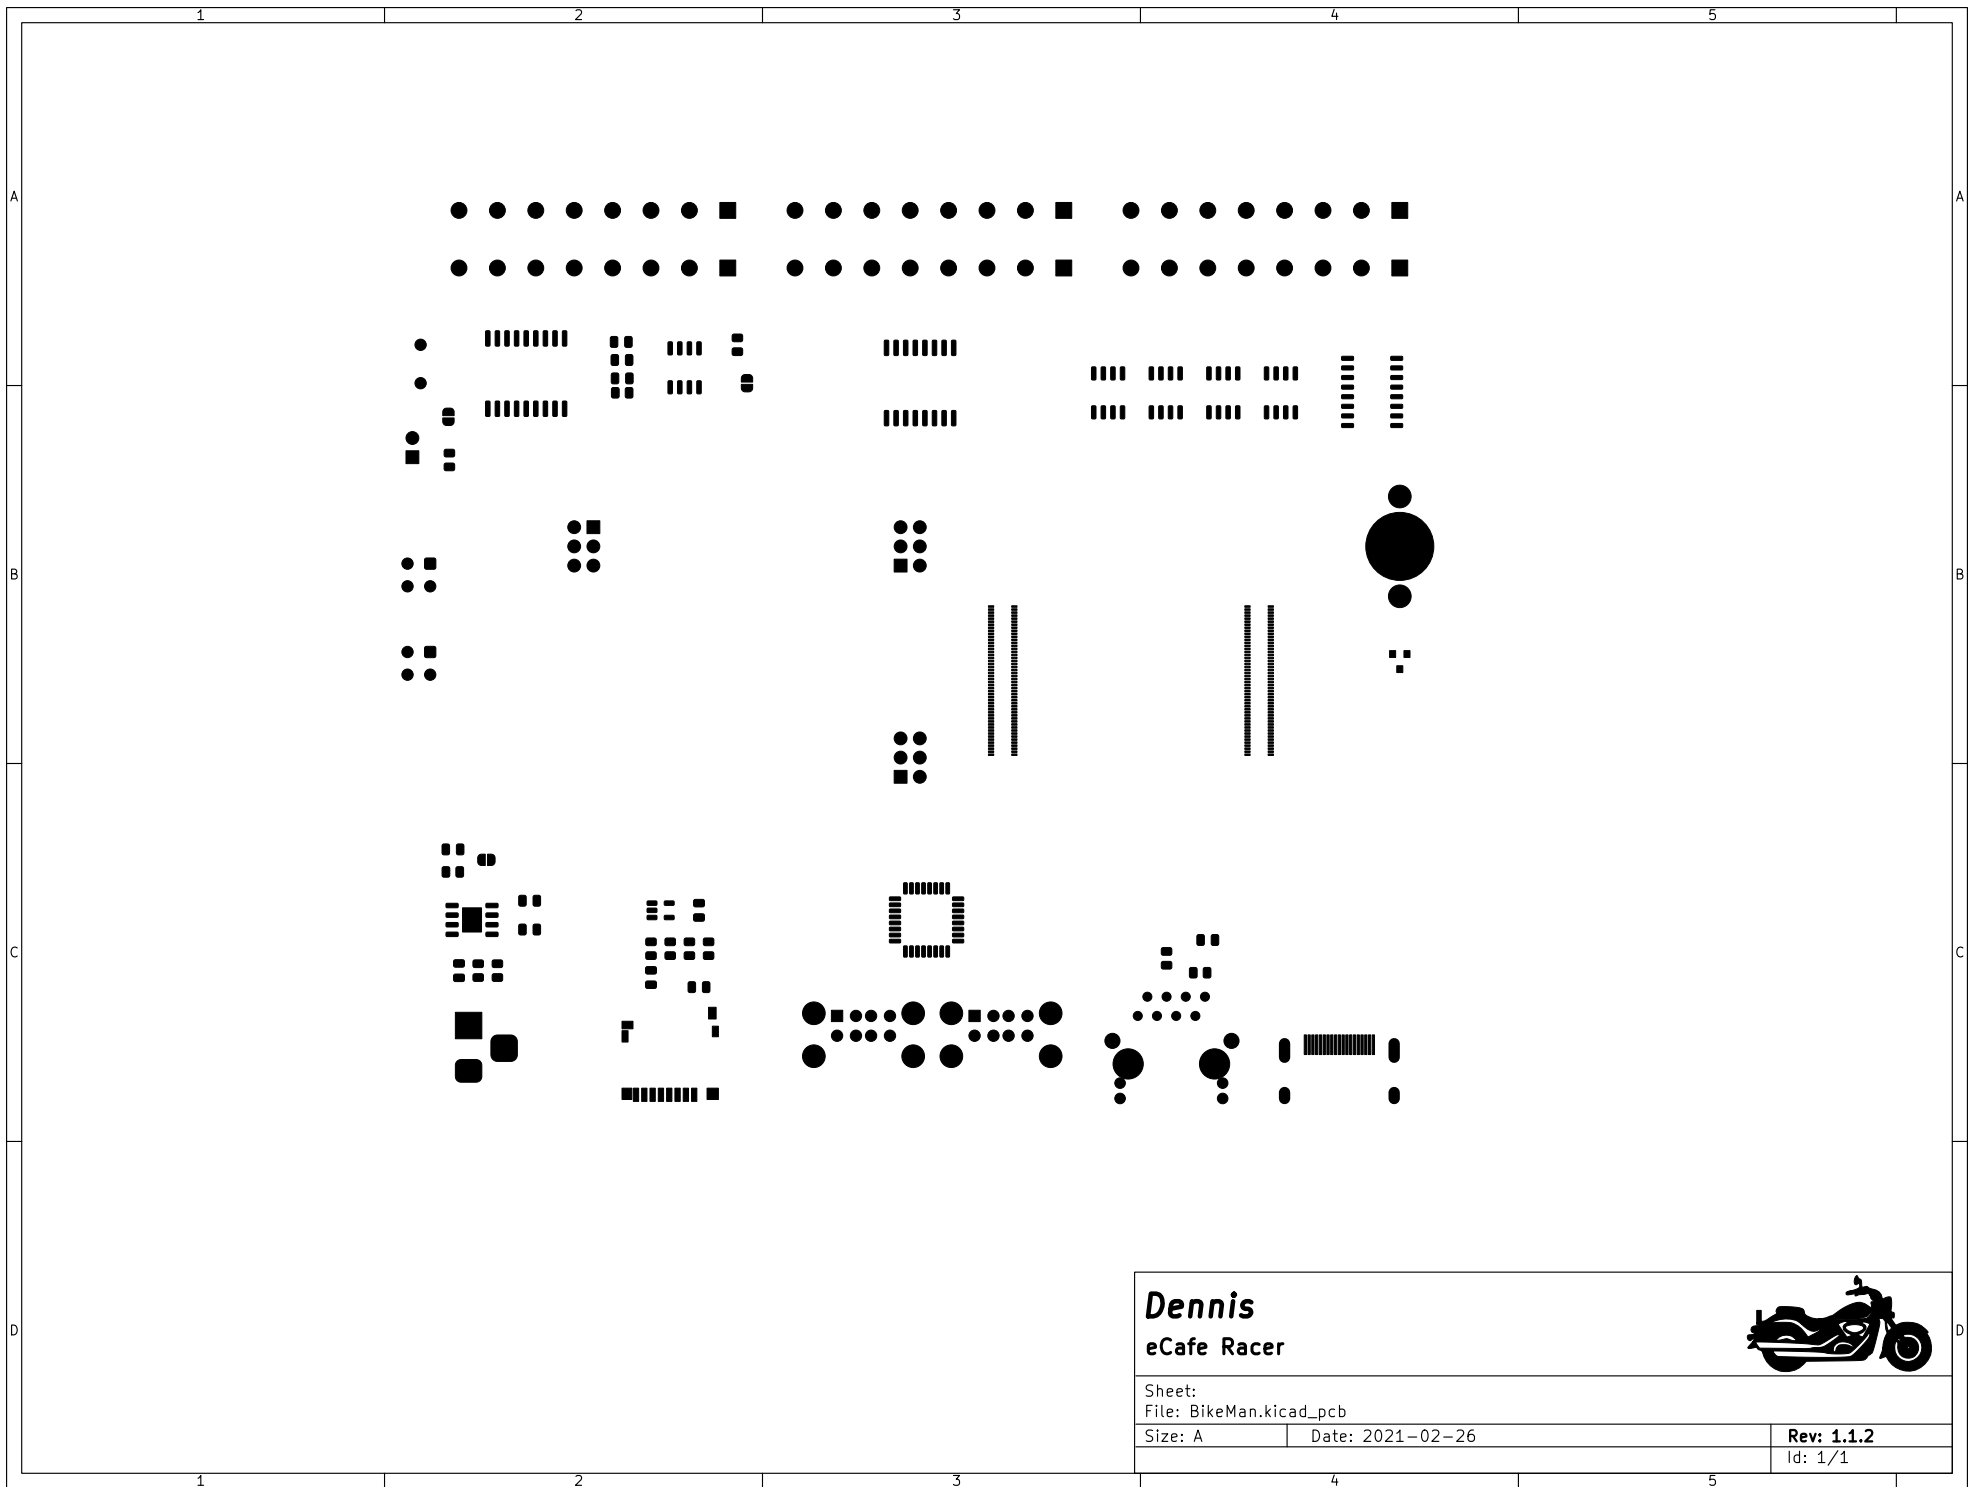 1 2 3 4 5
A A
B B
C C
D D
Dennis
eCafe Racer
Sheet:
File: BikeMan.kicad_pcb
Size: A Date: 2021-02-26 Rev: 1.1.2
Id: 1/1
1 2 3 4 5